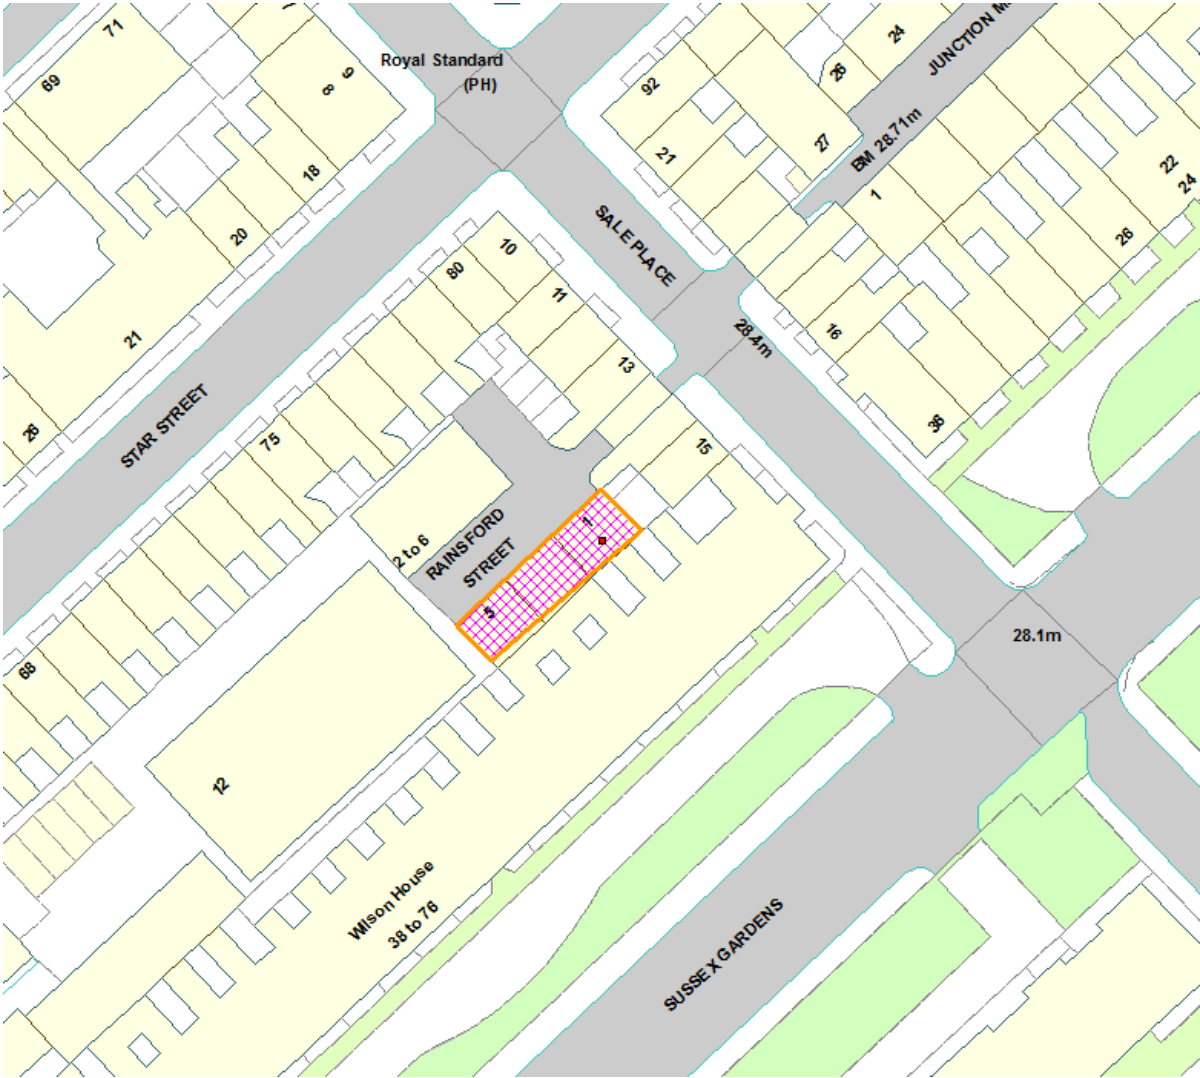 71
69
9
8
Royal Standard
(PH)
92
24
26
JUNCTION M
27
BM 28.71m
21
1
22
24
26
18
20
21
26
STAR STREET
SALE PLACE
10
80
11
13
28.4m
16
36
15
75
2 to 6
RAINSFORD
STREET
1
5
68
12
28.1m
Wilson House
38 to 76
SUSSEX GARDENS